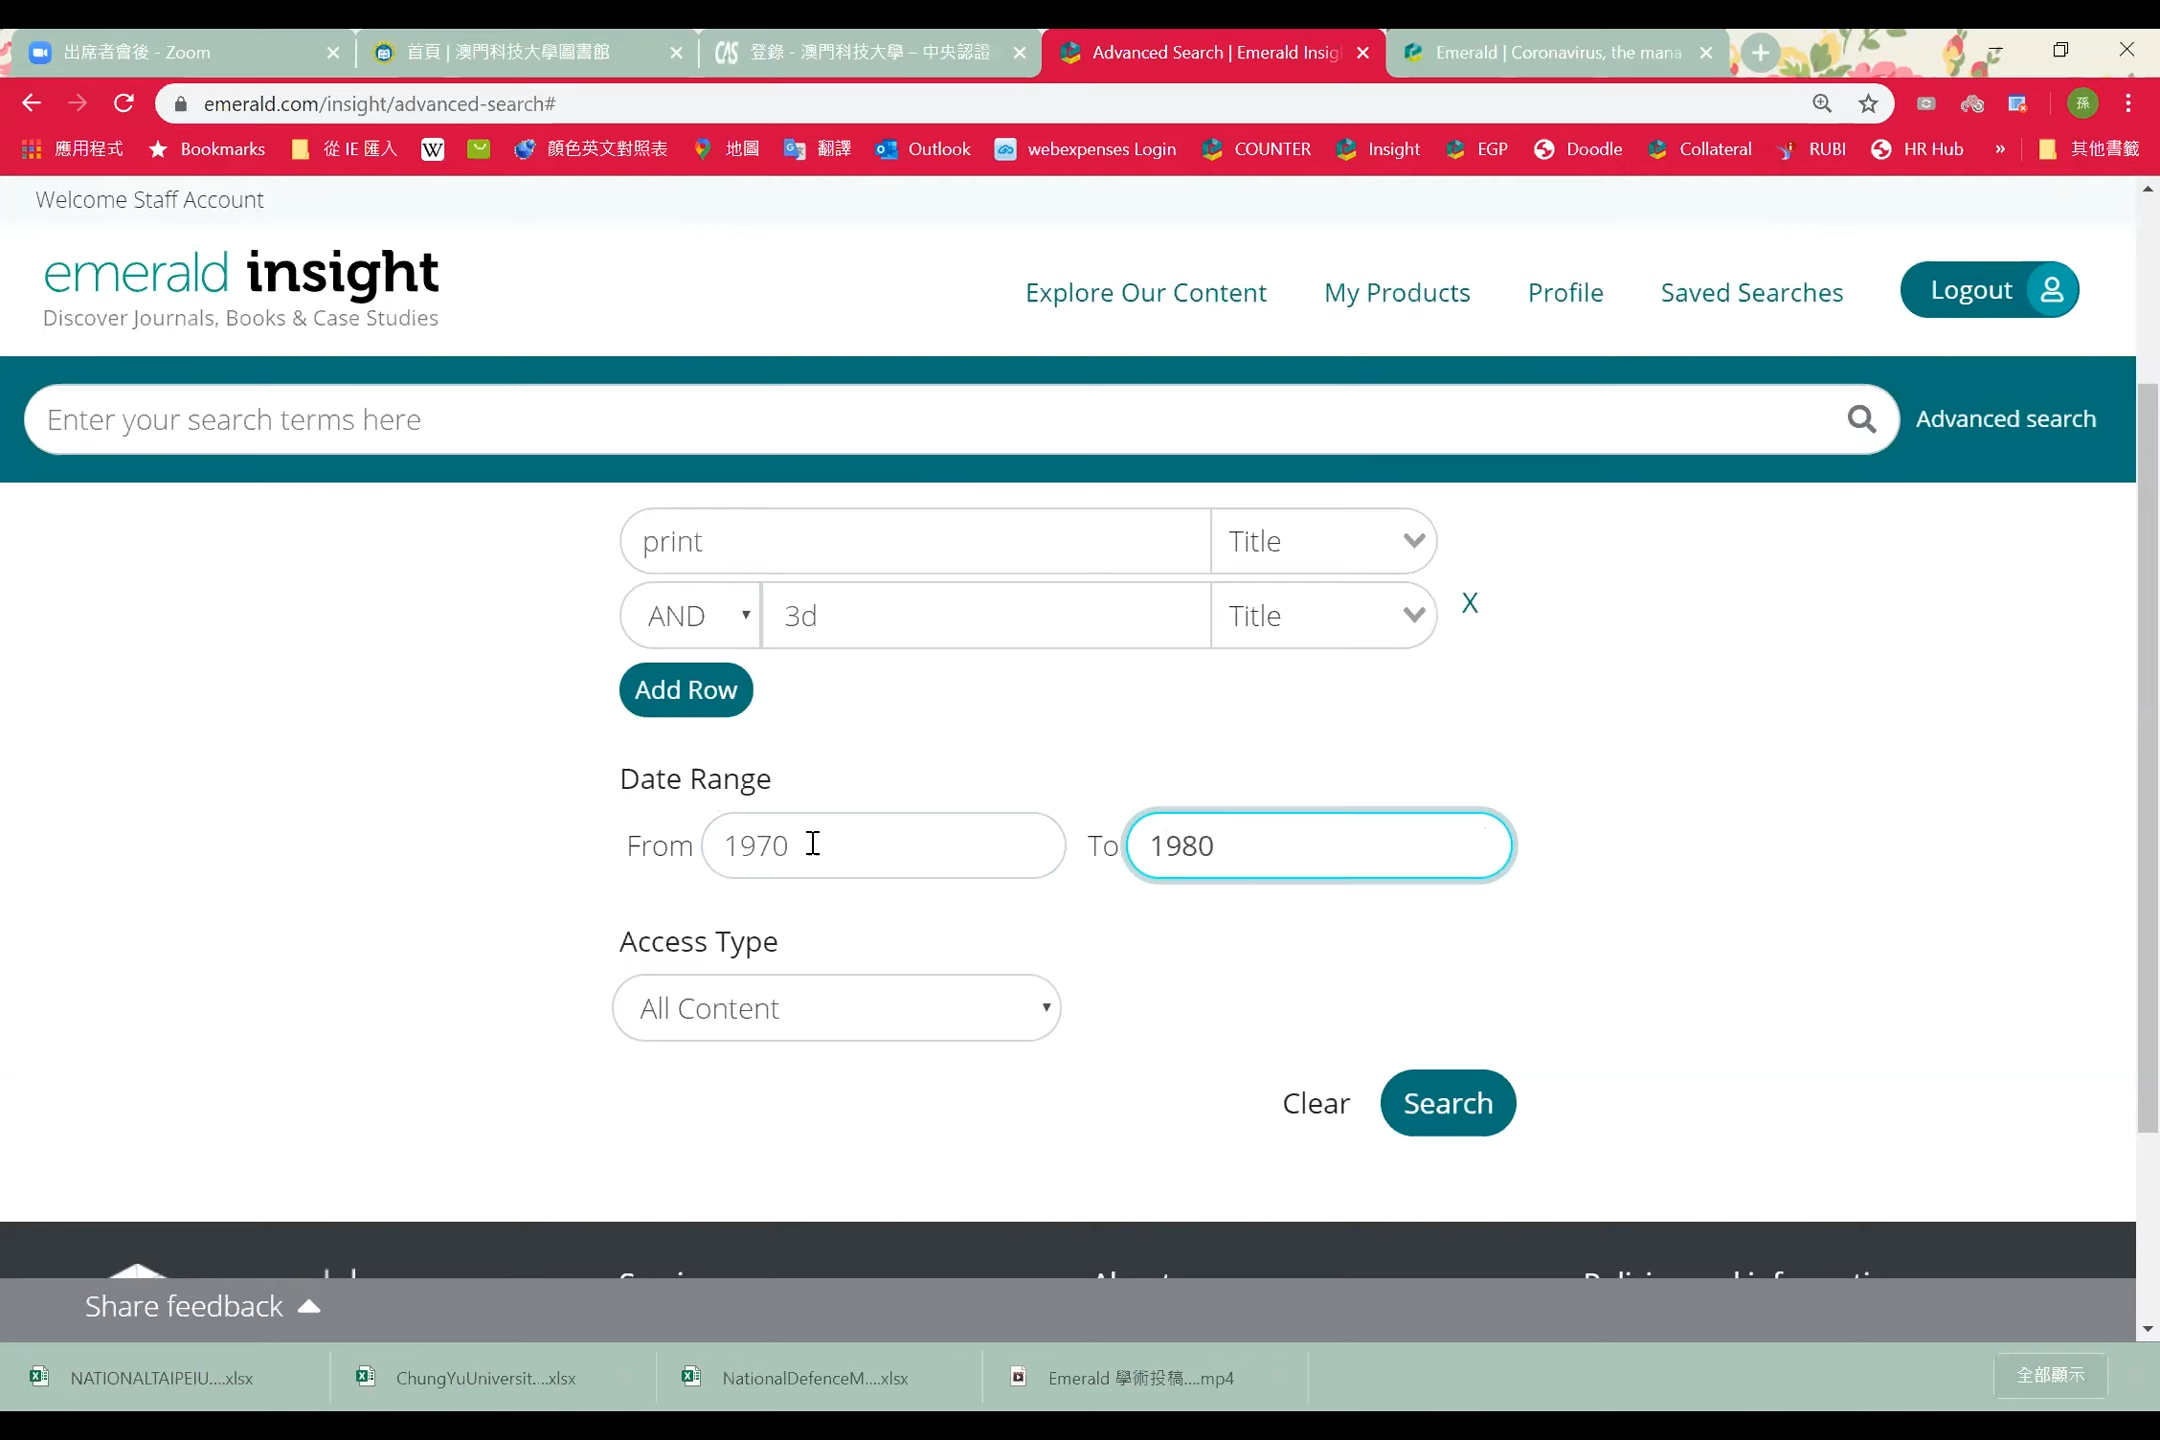 出席者會後 - Zoom
首頁 | 澳門科技大學圖書館
CAS 登錄 - 澳門科技大學 – 中央認證
Advanced Search | Emerald Insig
Emerald | Coronavirus, the mana
emerald.com/insight/advanced-search#
孫
應用程式 Bookmarks 從 IE 匯入 W 顏色英文對照表 地圖 翻譯 Outlook webexpenses Login COUNTER Insight EGP Doodle Collateral RUBI HR Hub » 其他書籤
Welcome Staff Account
emerald insight
Discover Journals, Books & Case Studies
Explore Our Content My Products Profile Saved Searches Logout
Enter your search terms here Advanced search
print Title
AND 3d Title X
Add Row
Date Range
From 1970 To 1980
Access Type
All Content
Clear Search
Share feedback
NATIONALTAIPEIU....xlsx ChungYuUniversit....xlsx NationalDefenceM....xlsx Emerald 學術投稿....mp4 全部顯示